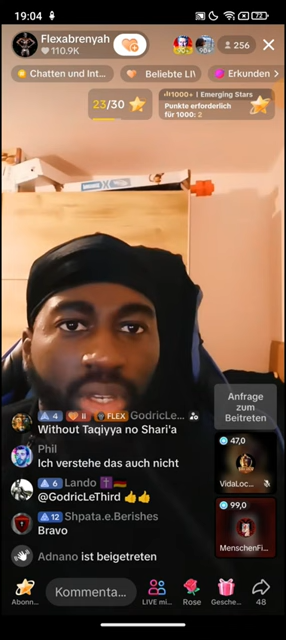 19:04
72
Flexabrenyah
110.9K
256
Chatten und Int...
Beliebte LI
Erkunden >
23/30
1000+ | Emerging Stars
Punkte erforderlich
für 1000: 2
Anfrage
zum
Beitreten
4 II FLEX GodricLe...
Without Taqiyya no Shari'a
Phil
Ich verstehe das auch nicht
6 Lando
@GodricLeThird
12 Shpata.e.Berishes
Bravo
Adnano ist beigetreten
47,0
VidaLoc...
99,0
MenschenFi...
Abonn...
Kommenta...
LIVE mi...
Rose
Gesche...
48